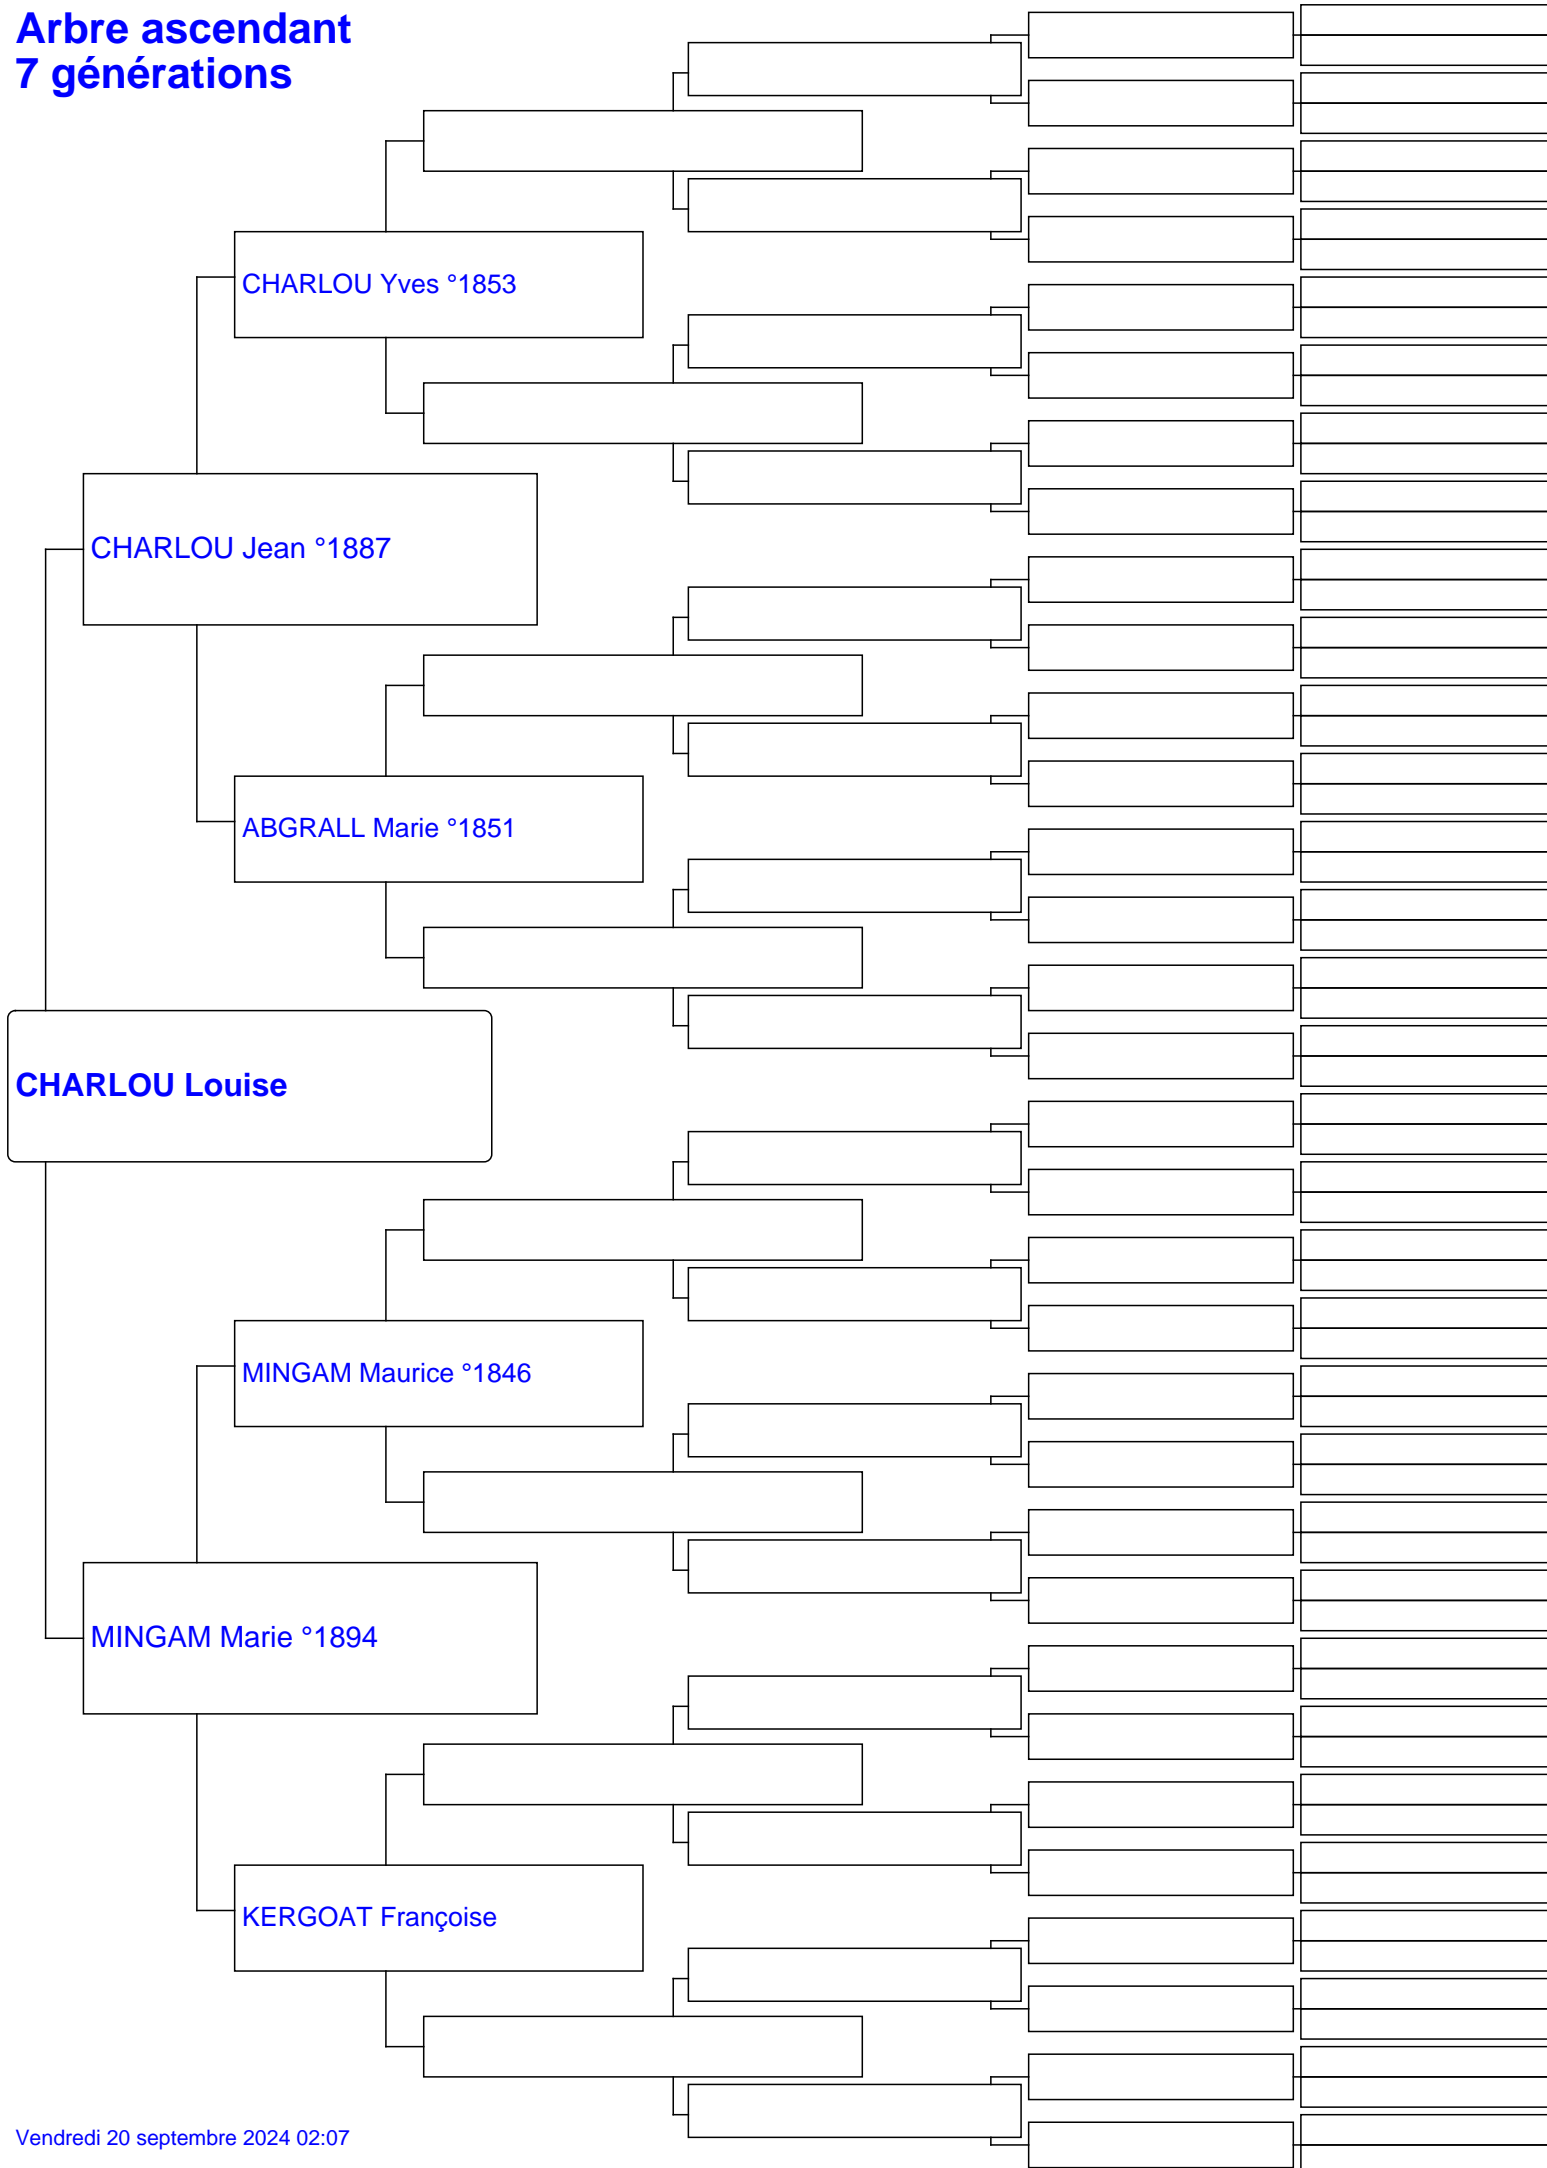 Arbre ascendant
7 générations
CHARLOU Yves °1853
CHARLOU Jean °1887
ABGRALL Marie °1851
CHARLOU Louise
MINGAM Maurice °1846
MINGAM Marie °1894
KERGOAT Françoise
Vendredi 20 septembre 2024 02:07